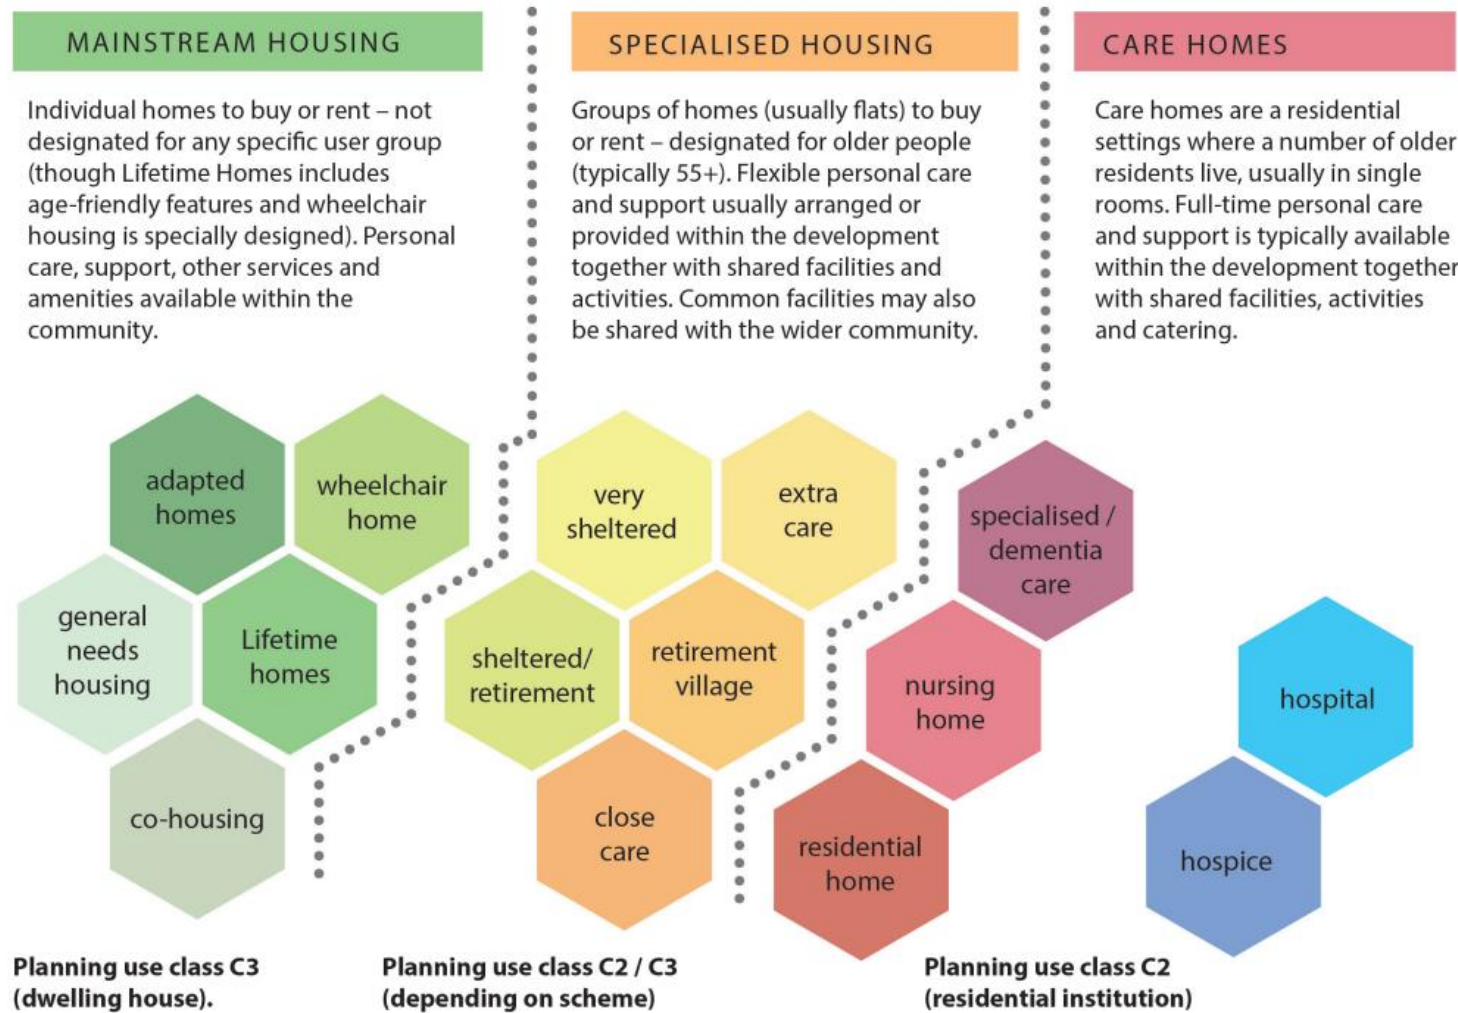 MAINSTREAM HOUSING
Individual homes to buy or rent – not
designated for any specific user group
(though Lifetime Homes includes
age-friendly features and wheelchair
housing is specially designed). Personal
care, support, other services and
amenities available within the
community.
SPECIALISED HOUSING
Groups of homes (usually flats) to buy
or rent – designated for older people
(typically 55+). Flexible personal care
and support usually arranged or
provided within the development
together with shared facilities and
activities. Common facilities may also
be shared with the wider community.
CARE HOMES
Care homes are a residential
settings where a number of older
residents live, usually in single
rooms. Full-time personal care
and support is typically available
within the development together
with shared facilities, activities
and catering.
adapted
homes
wheelchair
home
general
needs
housing
Lifetime
homes
co-housing
very
sheltered
extra
care
sheltered/
retirement
retirement
village
close
care
specialised /
dementia
care
nursing
home
residential
home
hospital
hospice
Planning use class C3
(dwelling house).
Planning use class C2 / C3
(depending on scheme)
Planning use class C2
(residential institution)